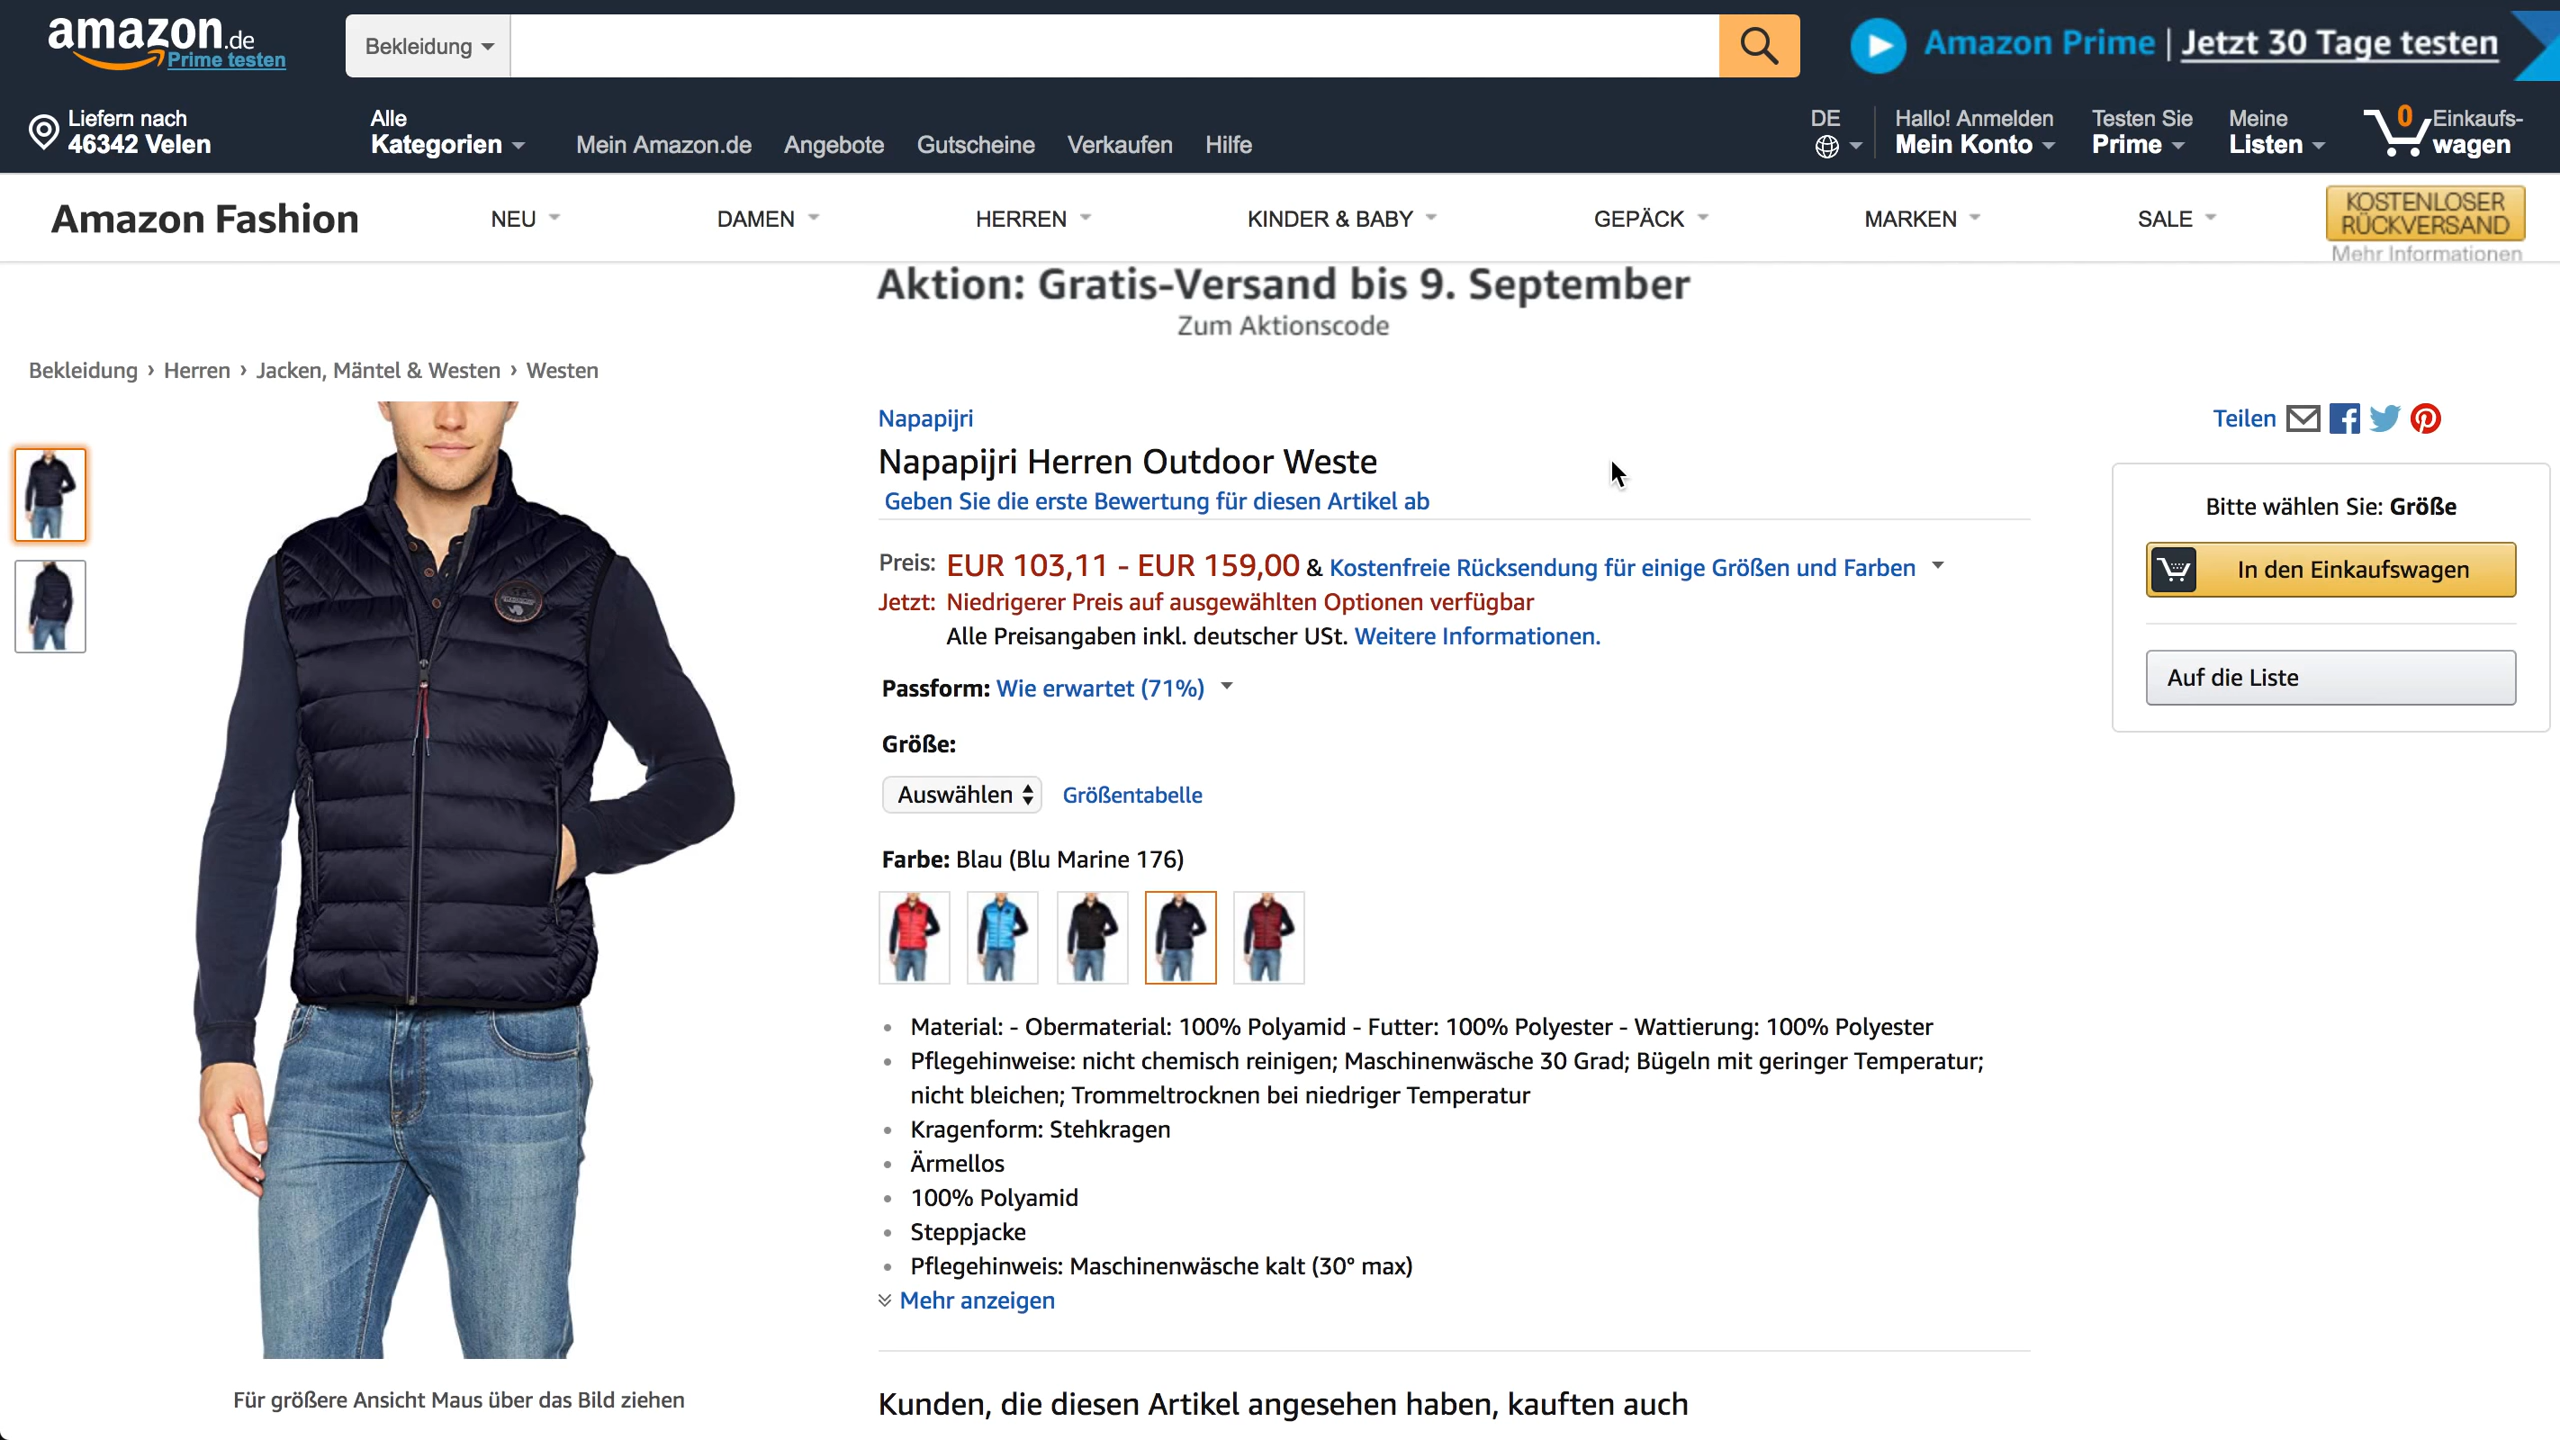 amazon.de
Prime testen
Bekleidung
Amazon Prime | Jetzt 30 Tage testen
Liefern nach
46342 Velen
Alle
Kategorien
Mein Amazon.de
Angebote
Gutscheine
Verkaufen
Hilfe
DE
Hallo! Anmelden
Mein Konto
Testen Sie
Prime
Meine
Listen
0
Einkaufs-
wagen
Amazon Fashion
NEU
DAMEN
HERREN
KINDER & BABY
GEPÄCK
MARKEN
SALE
KOSTENLOSER
RÜCKVERSAND
Mehr Informationen
Aktion: Gratis-Versand bis 9. September
Zum Aktionscode
Bekleidung › Herren › Jacken, Mäntel & Westen › Westen
Napapijri
Napapijri Herren Outdoor Weste
Geben Sie die erste Bewertung für diesen Artikel ab
Preis: EUR 103,11 - EUR 159,00 & Kostenfreie Rücksendung für einige Größen und Farben
Jetzt: Niedrigerer Preis auf ausgewählten Optionen verfügbar
Alle Preisangaben inkl. deutscher USt. Weitere Informationen.
Passform: Wie erwartet (71%)
Größe:
Auswählen
Größentabelle
Farbe: Blau (Blu Marine 176)
• Material: - Obermaterial: 100% Polyamid - Futter: 100% Polyester - Wattierung: 100% Polyester
• Pflegehinweise: nicht chemisch reinigen; Maschinenwäsche 30 Grad; Bügeln mit geringer Temperatur;
nicht bleichen; Trommeltrocknen bei niedriger Temperatur
• Kragenform: Stehkragen
• Ärmellos
• 100% Polyamid
• Steppjacke
• Pflegehinweis: Maschinenwäsche kalt (30° max)
Mehr anzeigen
Für größere Ansicht Maus über das Bild ziehen
Kunden, die diesen Artikel angesehen haben, kauften auch
Teilen
Bitte wählen Sie: Größe
In den Einkaufswagen
Auf die Liste